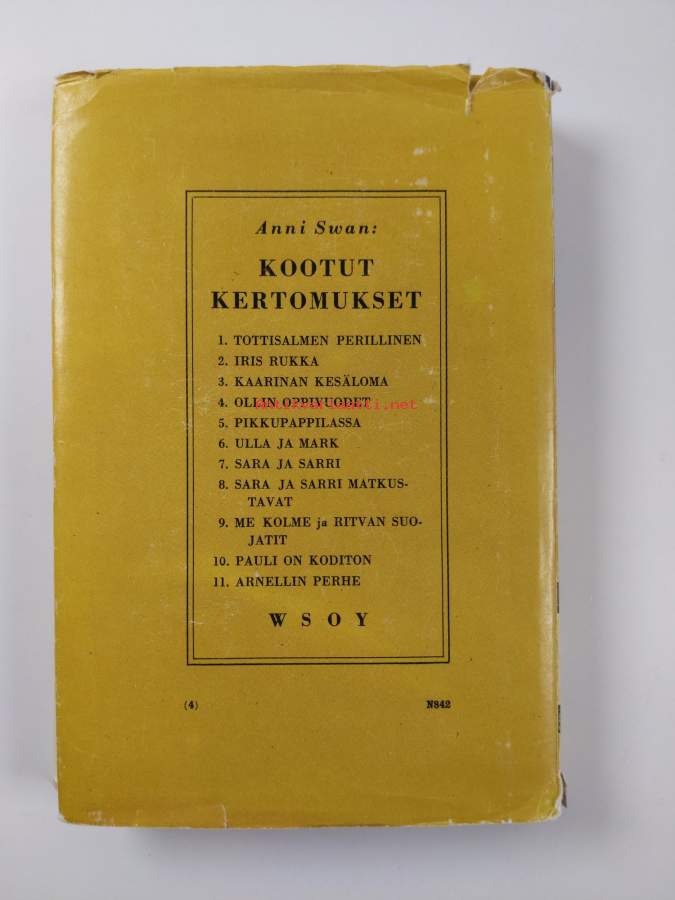 Anni Swan:
KOOTUT
KERTOMUKSET
1. TOTTISALMEN PERILLINEN
2. IRIS RUKKA
3. KAARINAN KESÄLOMA
4. OLLIN OPPIVUODET
Antikvariaatti.net
5. PIKKUPAPPILASSA
6. ULLA JA MARK
7. SARA JA SARRI
8. SARA JA SARRI MATKUS-
TAVAT
9. ME KOLME ja RITVAN SUO-
JATIT
10. PAULI ON KODITON
11. ARNELLIN PERHE
W S O Y
(4) N842